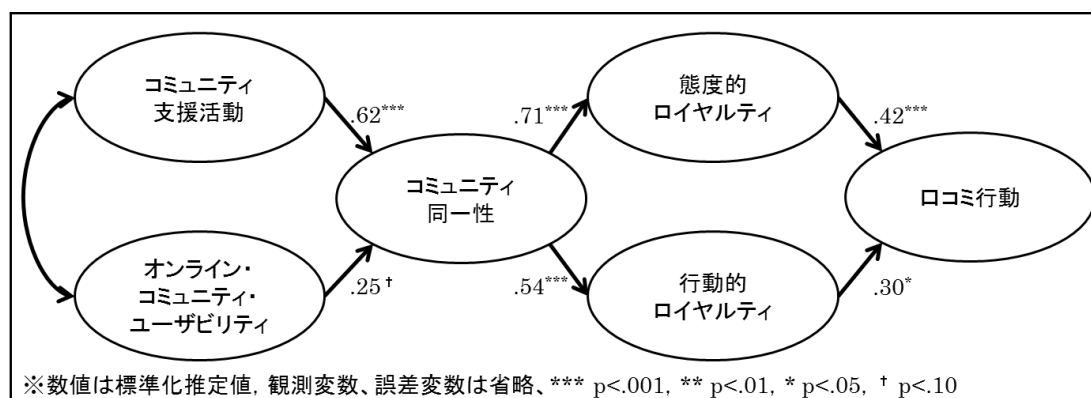 コミュニティ
支援活動
.62***
オンライン・
コミュニティ・
ユーザビリティ
.25†
コミュニティ
同一性
.71***
.54***
態度的
ロイヤルティ
行動的
ロイヤルティ
.42***
.30*
口コミ行動
※数値は標準化推定値, 観測変数、誤差変数は省略、*** p<.001, ** p<.01, * p<.05, † p<.10